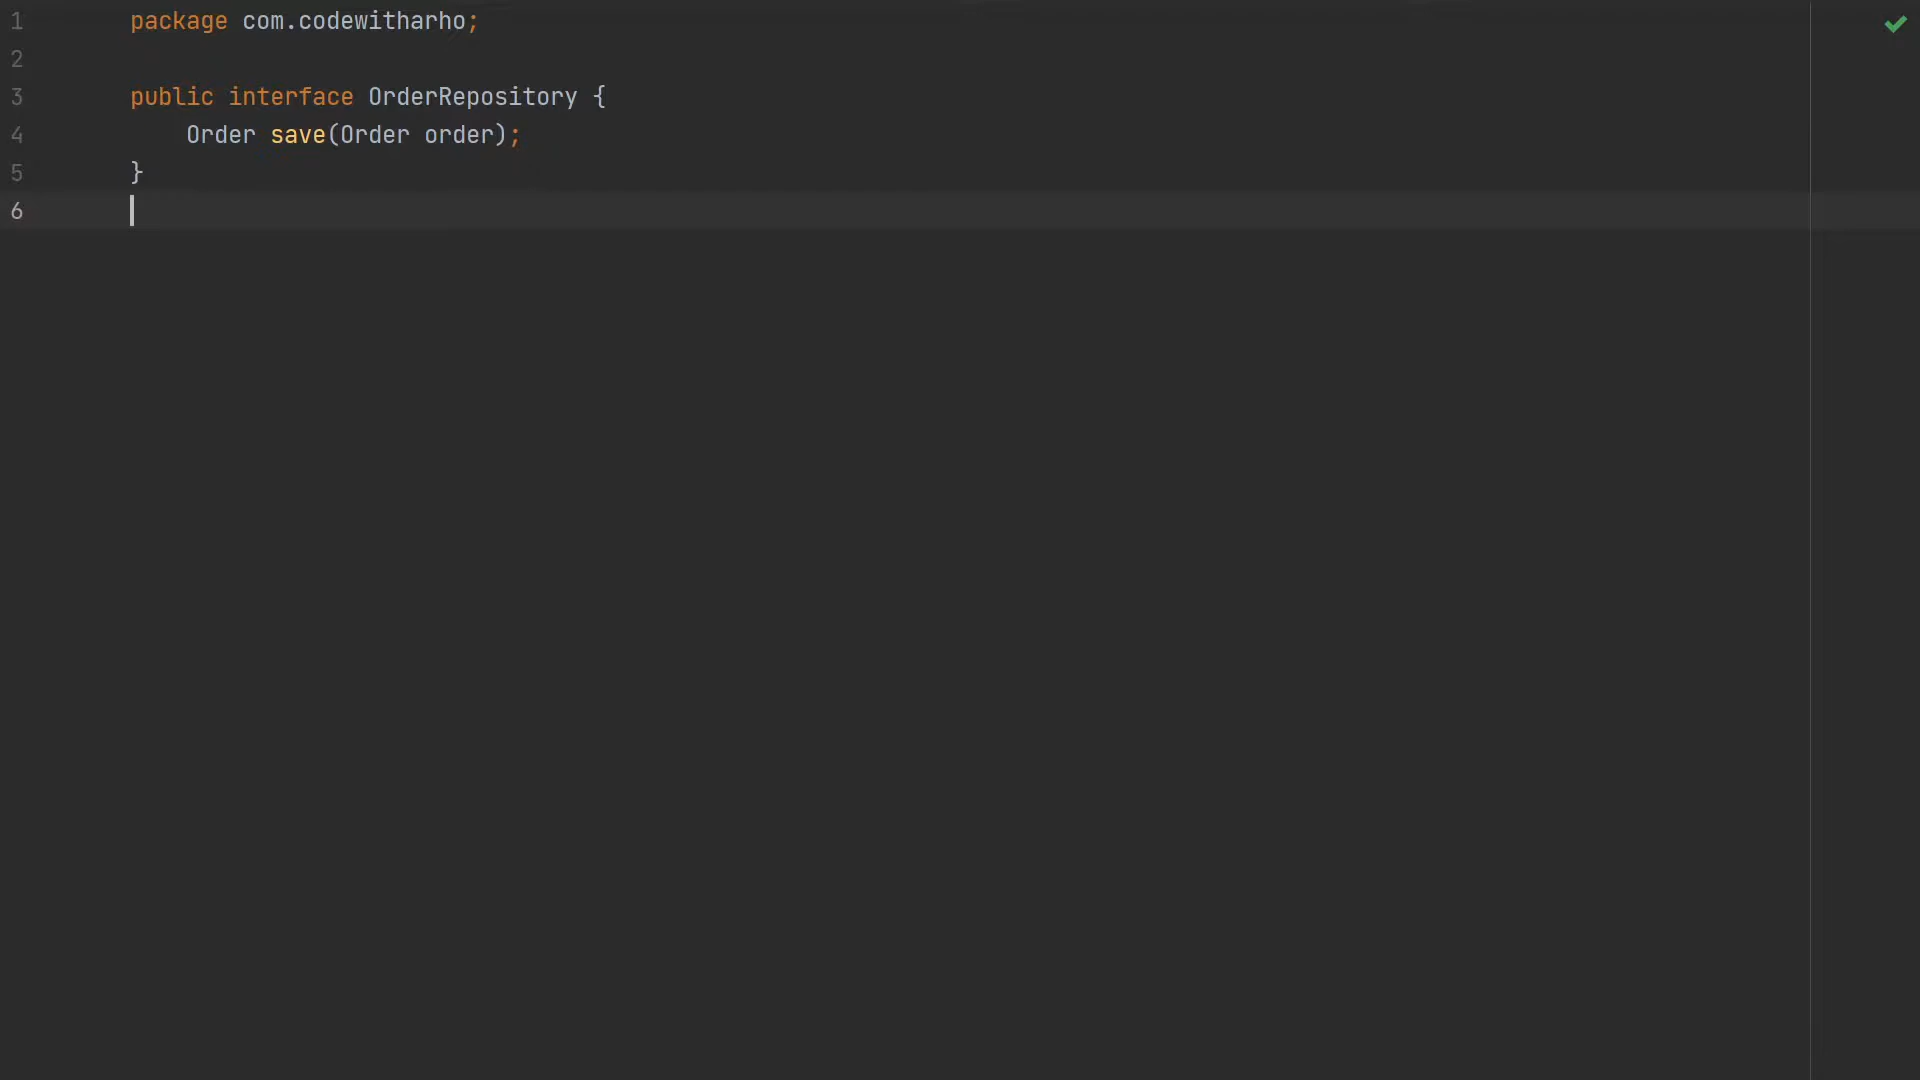 1 package com.codewitharho;
2
3 public interface OrderRepository {
4     Order save(Order order);
5 }
6